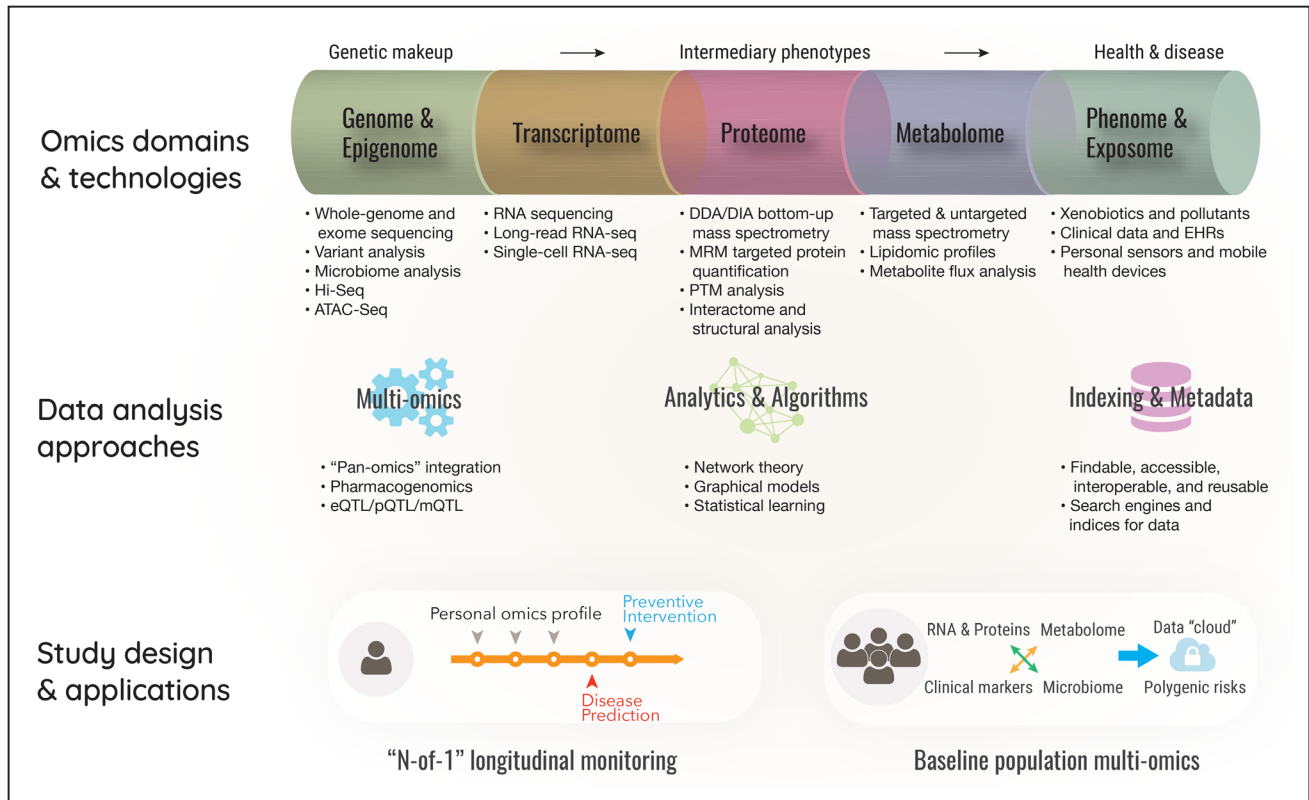 Genetic makeup
Intermediary phenotypes
Health & disease
Omics domains
& technologies
Genome &
Epigenome
Transcriptome
Proteome
Metabolome
Phenome &
Exposome
• Whole-genome and
exome sequencing
• Variant analysis
• Microbiome analysis
• Hi-Seq
• ATAC-Seq
• RNA sequencing
• Long-read RNA-seq
• Single-cell RNA-seq
• DDA/DIA bottom-up
mass spectrometry
• MRM targeted protein
quantification
• PTM analysis
• Interactome and
structural analysis
• Targeted & untargeted
mass spectrometry
• Lipidomic profiles
• Metabolite flux analysis
• Xenobiotics and pollutants
• Clinical data and EHRs
• Personal sensors and mobile
health devices
Data analysis
approaches
Multi-omics
• “Pan-omics” integration
• Pharmacogenomics
• eQTL/pQTL/mQTL
Analytics & Algorithms
• Network theory
• Graphical models
• Statistical learning
Indexing & Metadata
• Findable, accessible,
interoperable, and reusable
• Search engines and
indices for data
Study design
& applications
Personal omics profile
Preventive
Intervention
Disease
Prediction
“N-of-1” longitudinal monitoring
RNA & Proteins
Metabolome
Clinical markers
Microbiome
Data “cloud”
Polygenic risks
Baseline population multi-omics